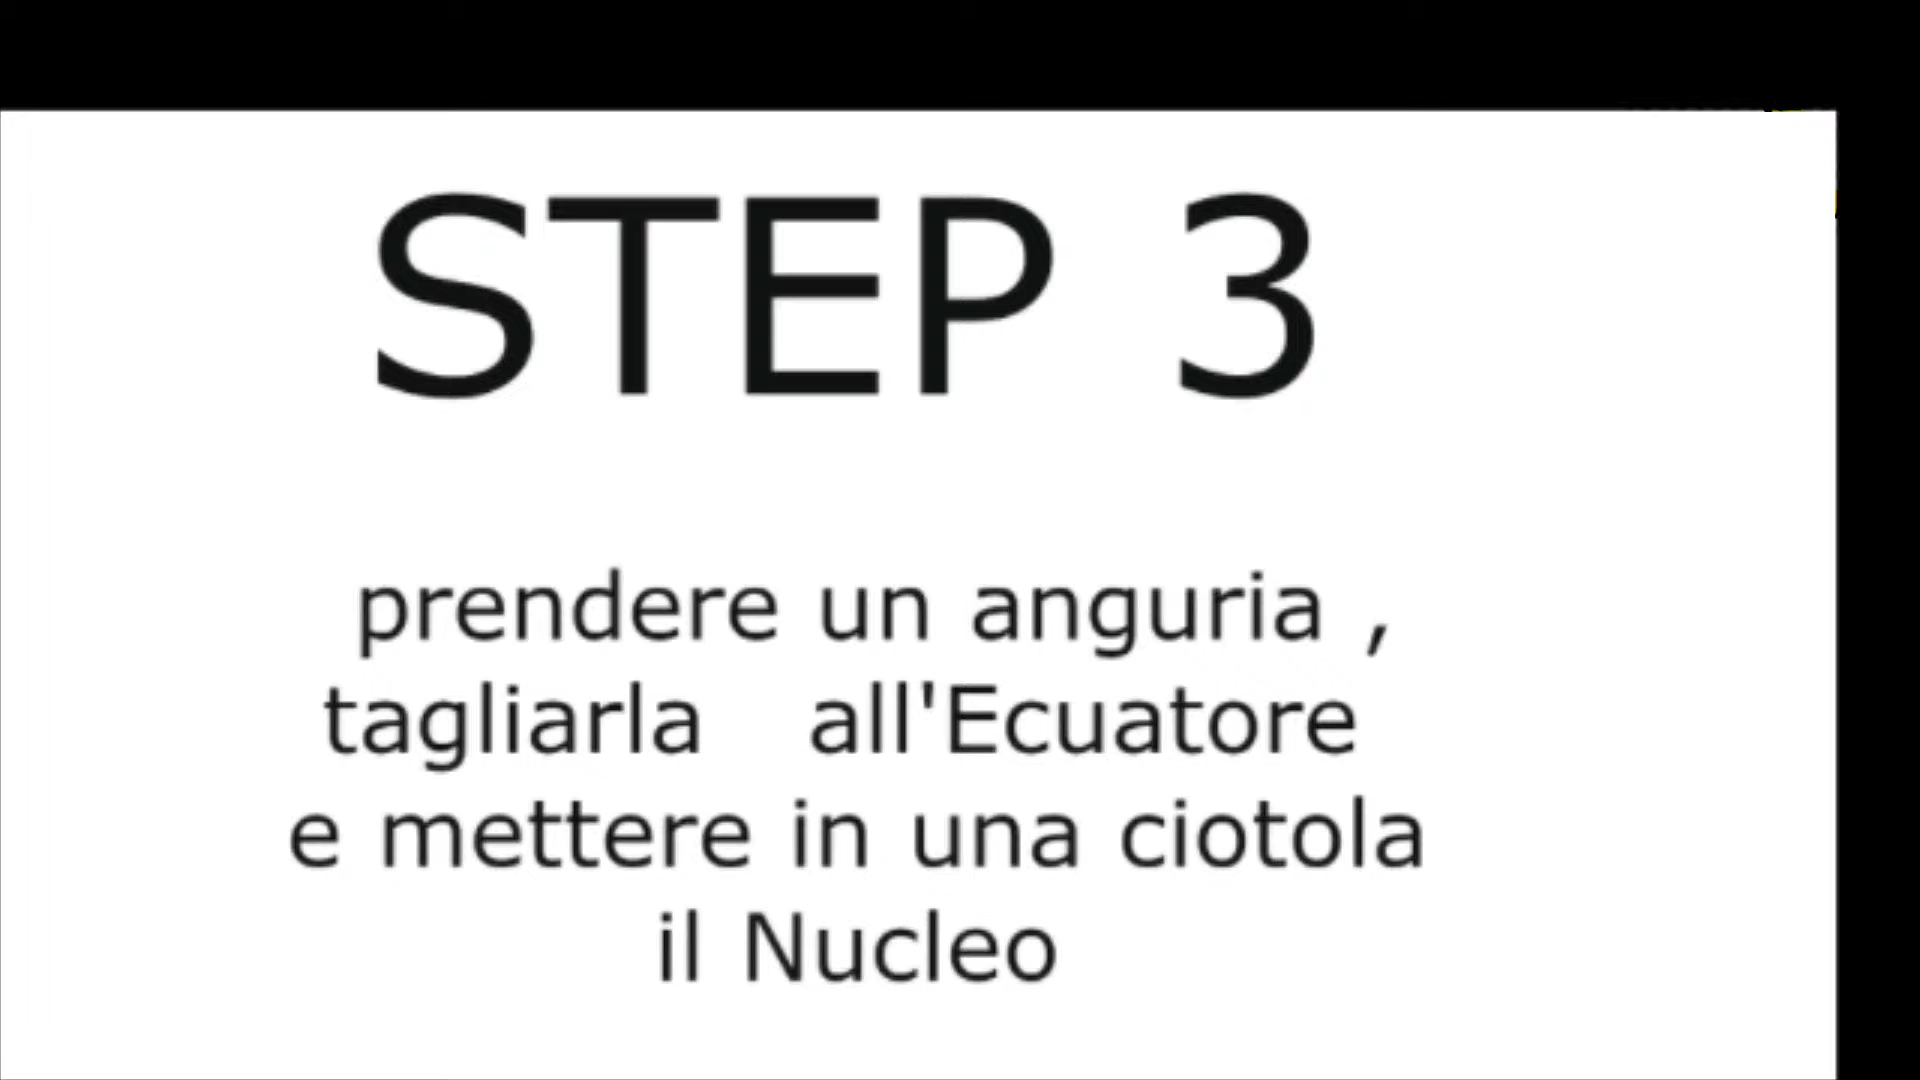 STEP 3
prendere un anguria ,
tagliarla all'Ecuatore
e mettere in una ciotola
il Nucleo